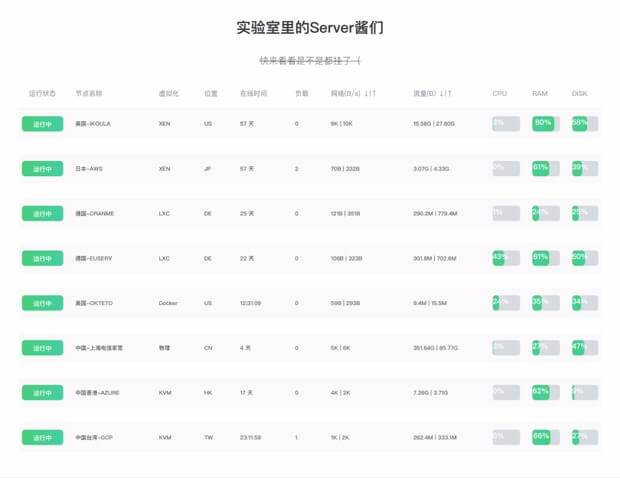 实验室里的Server酱们
快来看看是不是都挂了（
运行状态 节点名称 虚拟化 位置 在线时间 负载 网络(B/s) ↓|↑ 流量(B) ↓|↑ CPU RAM DISK
运行中 美国-IKOULA XEN US 57 天 0 9K | 10K 15.58G | 27.60G 80% 58%
运行中 日本-AWS XEN JP 57 天 2 70B | 332B 3.07G | 4.33G 0% 61% 39%
运行中 德国-ORANME LXC DE 25 天 0 121B | 351B 290.2M | 779.4M 1% 24% 25%
运行中 德国-EUSERV LXC DE 22 天 0 106B | 323B 301.8M | 702.6M 43% 61% 50%
运行中 美国-OKTETO Docker US 12:31:09 0 59B | 293B 9.4M | 15.5M 24% 35% 34%
运行中 中国-上海电信家宽 物理 CN 4 天 0 5K | 6K 351.64G | 85.77G 27% 47%
运行中 中国香港-AZURE KVM HK 17 天 0 4K | 2K 7.26G | 3.71G 0% 62%
运行中 中国台湾-GCP KVM TW 23:11:59 1 1K | 2K 262.4M | 333.1M 0% 66% 27%